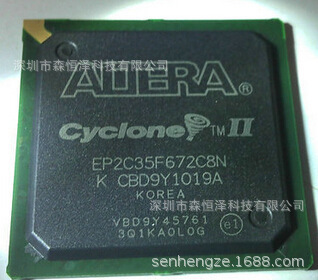 深圳市森恒泽科技有限公司
ALTERA®
Cyclone™ II
EP2C35F672C8N
K CBD9Y1019A
KOREA
深圳市森恒泽科技有限公司
VBD9Y45761
3Q1KA0L0G
e1
senhengze.1688.com